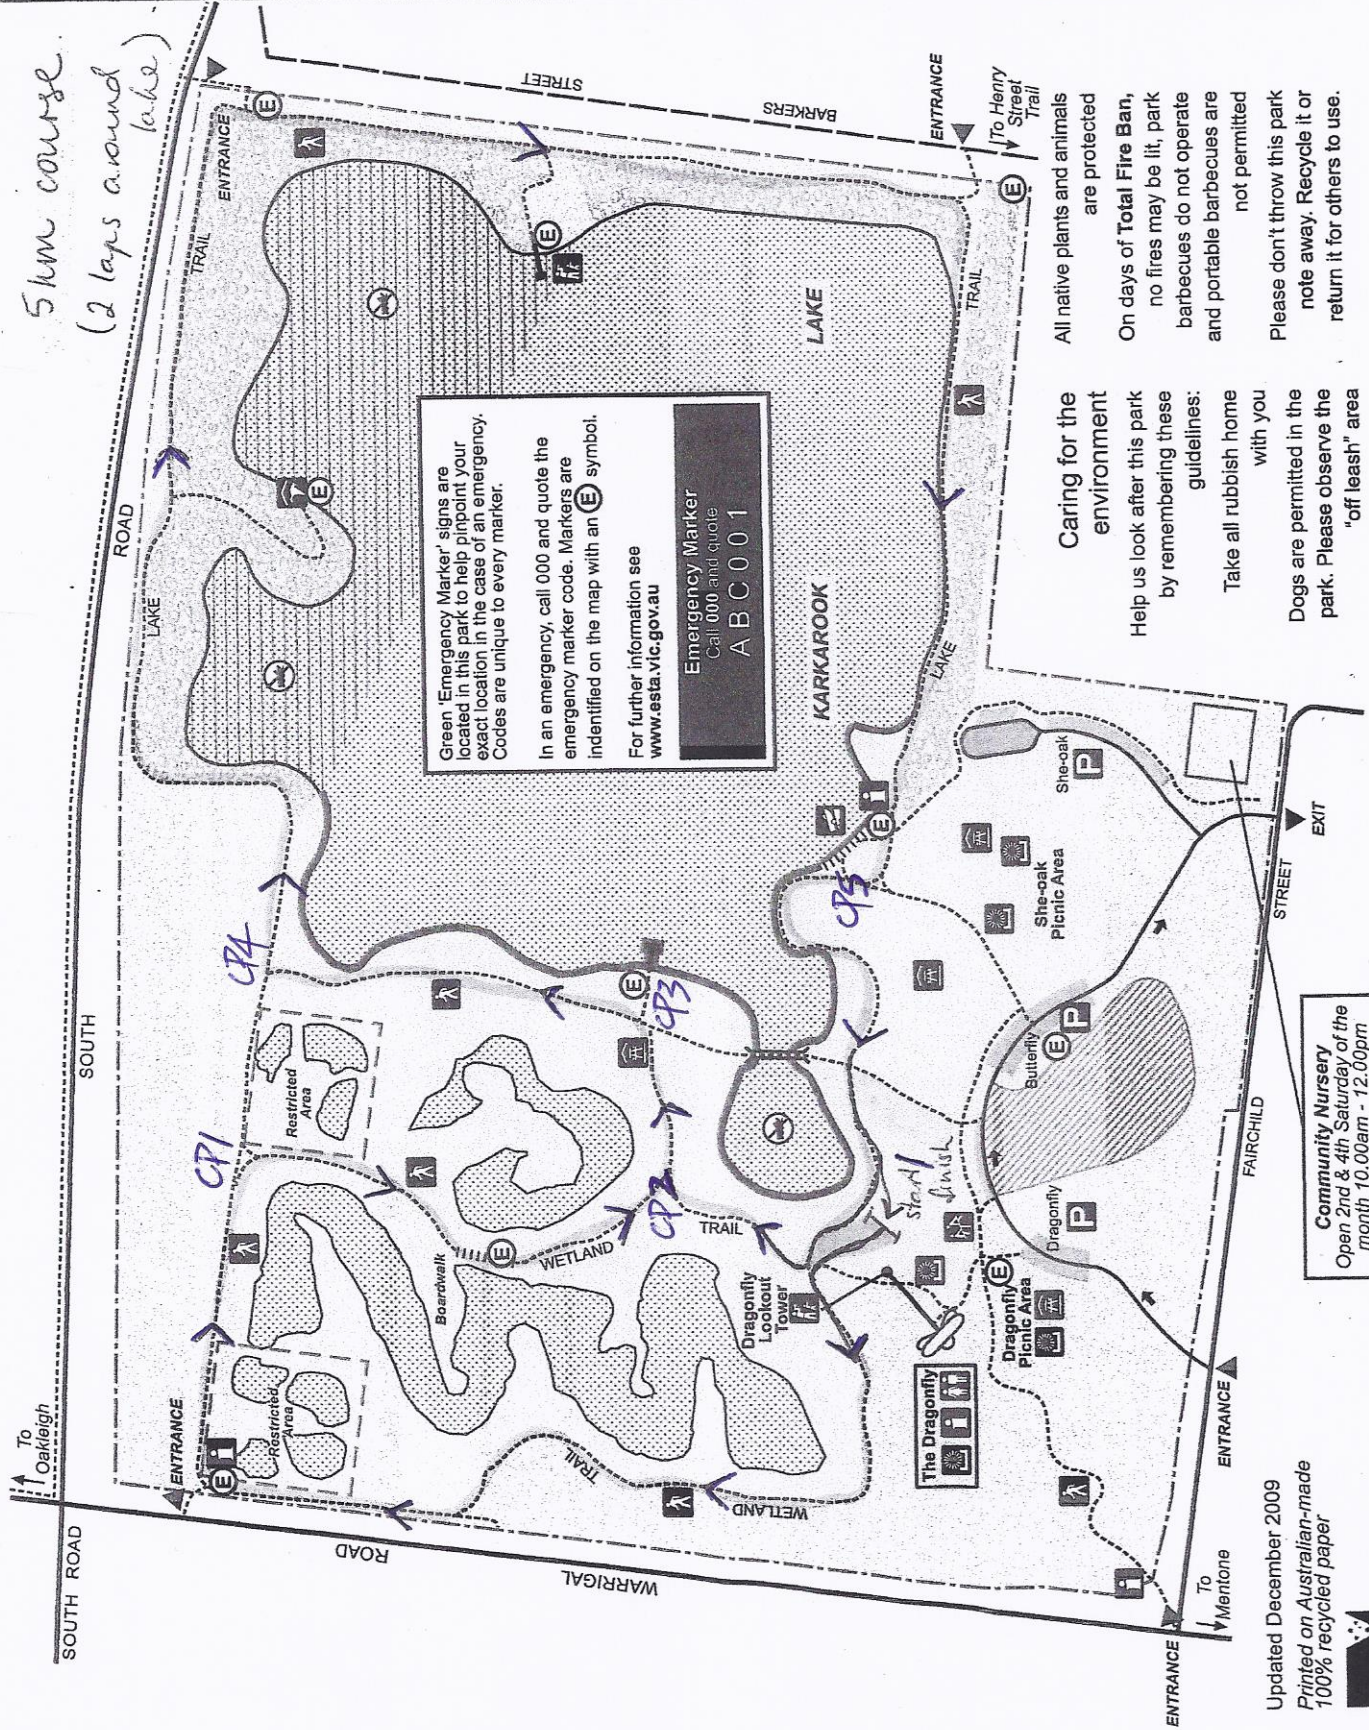 5km course.
(2 laps around
lake)
To
Oakleigh
SOUTH ROAD
SOUTH
ROAD
ENTRANCE
LAKE
TRAIL
ENTRANCE
STREET
BARKERS
ENTRANCE
To Henry
Street
Trail
E
E
E
E
E
CP4
CP1
Restricted
Area
Restricted
Area
E
i
Boardwalk
E
WETLAND
CP2
CP3
E
TRAIL
TRAIL
WETLAND
ROAD
WARRIGAL
Dragonfly
Lookout
Tower
Green 'Emergency Marker' signs are
located in this park to help pinpoint your
exact location in the case of an emergency.
Codes are unique to every marker.
In an emergency, call 000 and quote the
emergency marker code. Markers are
indentified on the map with an E symbol.
For further information see
www.esta.vic.gov.au
Emergency Marker
Call 000 and quote
A B C 0 0 1
KARKAROOK
LAKE
TRAIL
LAKE
i
E
CP5
Start/
finish
The Dragonfly
i
Dragonfly
Picnic Area
E
Dragonfly
P
Butterfly
E
P
She-oak
Picnic Area
She-oak
P
EXIT
STREET
FAIRCHILD
ENTRANCE
i
ENTRANCE
To
Mentone
Caring for the
environment
Help us look after this park
by remembering these
guidelines:
Take all rubbish home
with you
Dogs are permitted in the
park. Please observe the
"off leash" area
All native plants and animals
are protected
On days of Total Fire Ban,
no fires may be lit, park
barbecues do not operate
and portable barbecues are
not permitted
Please don't throw this park
note away. Recycle it or
return it for others to use.
Community Nursery
Open 2nd & 4th Saturday of the
month 10.00am - 12.00pm
Updated December 2009
Printed on Australian-made
100% recycled paper